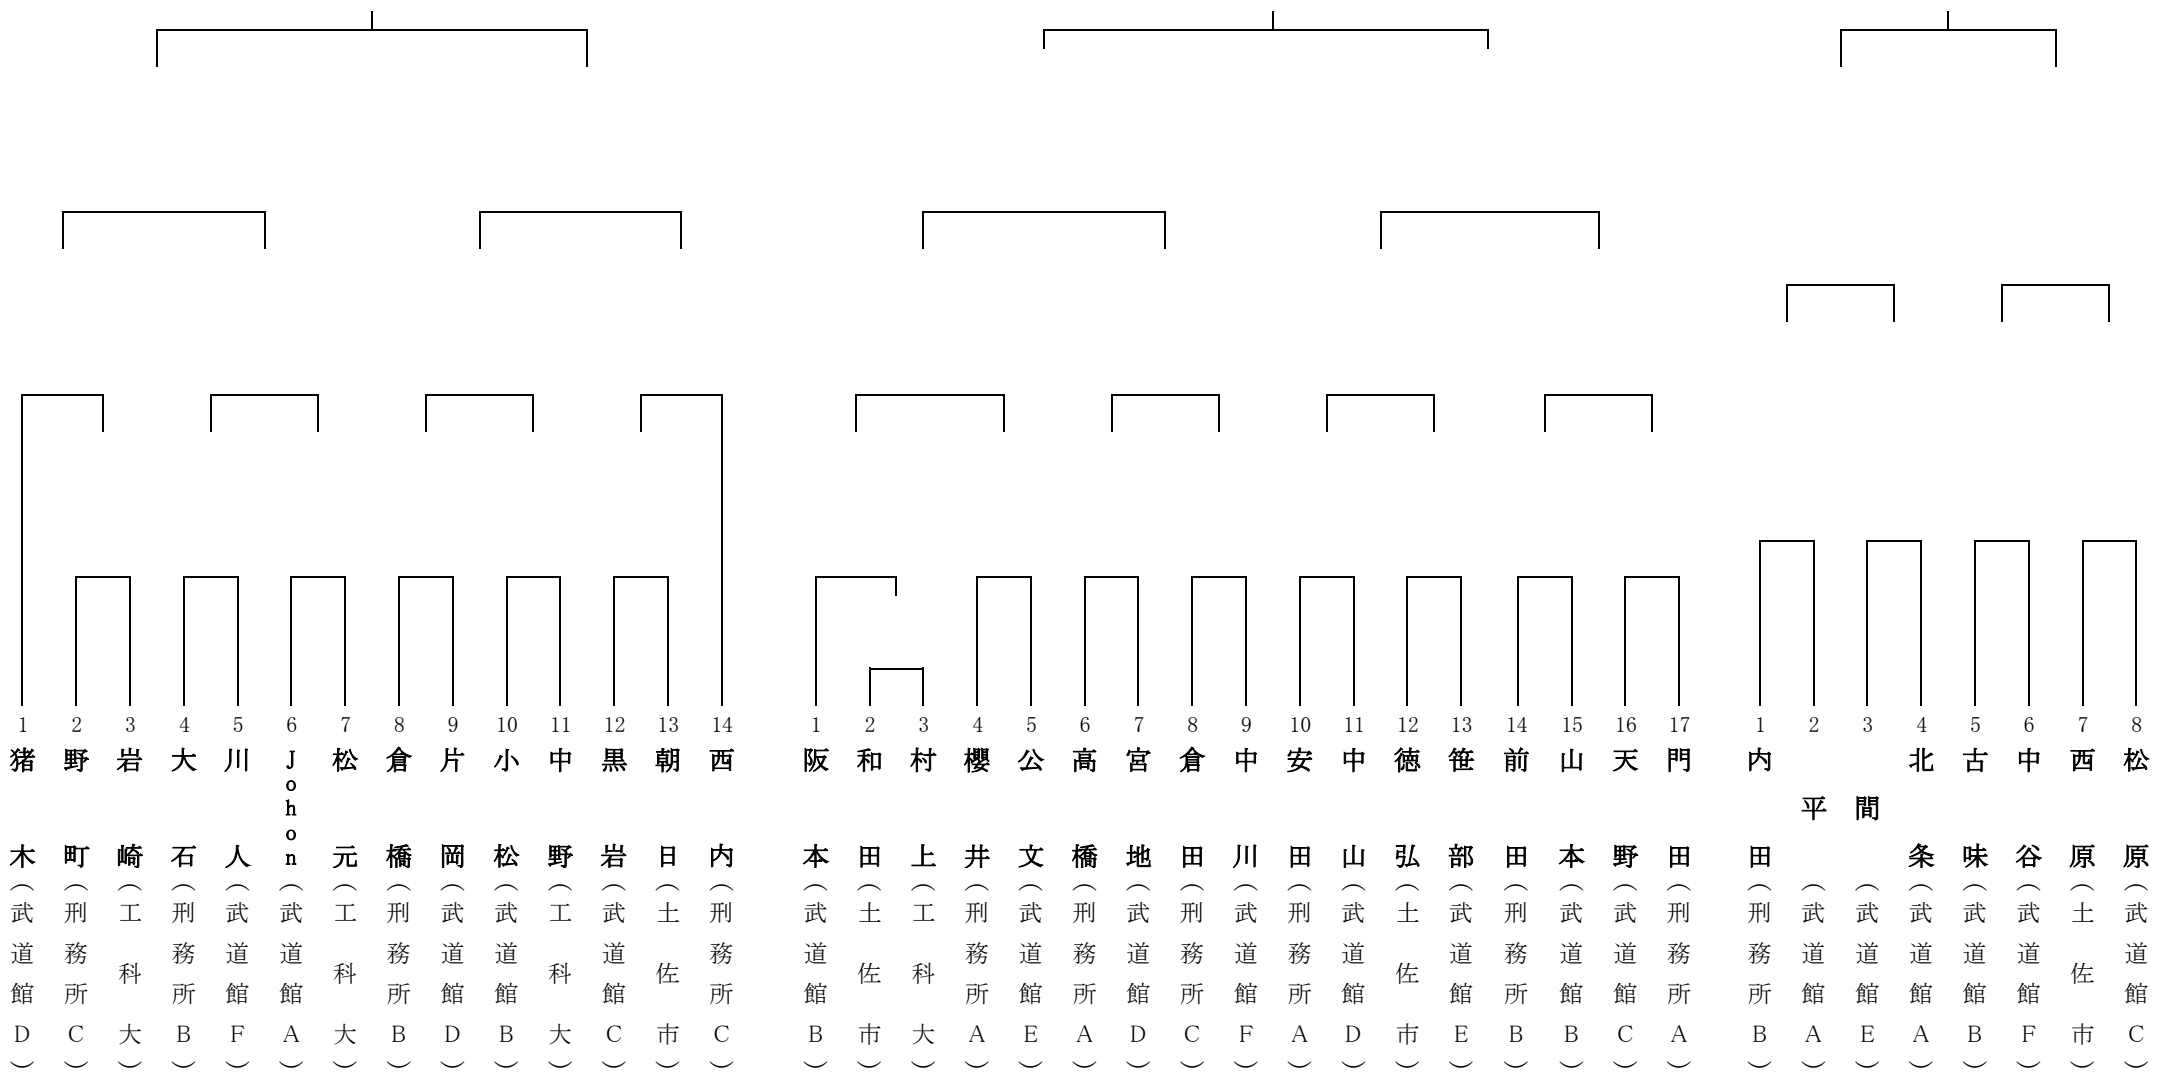 1 猪木（武道館D）
2 野町（刑務所C）
3 岩崎（工科大）
4 大石（刑務所B）
5 川人（武道館F）
6 Johon（武道館A）
7 松元（工科大）
8 倉橋（刑務所B）
9 片岡（武道館D）
10 小松（武道館B）
11 中野（工科大）
12 黒岩（武道館C）
13 朝日（土佐市）
14 西内（刑務所C）
1 阪本（武道館B）
2 和田（土佐市）
3 村上（工科大）
4 櫻井（刑務所A）
5 公文（武道館E）
6 高橋（刑務所A）
7 宮地（武道館D）
8 倉田（刑務所C）
9 中川（武道館F）
10 安田（刑務所A）
11 中山（武道館D）
12 徳弘（土佐市）
13 笹部（武道館E）
14 前田（刑務所B）
15 山本（武道館B）
16 天野（武道館C）
17 門田（刑務所A）
1 内田（刑務所B）
2 平（武道館A）
3 間（武道館E）
4 北条（武道館A）
5 古味（武道館B）
6 中谷（武道館F）
7 西原（土佐市）
8 松原（武道館C）